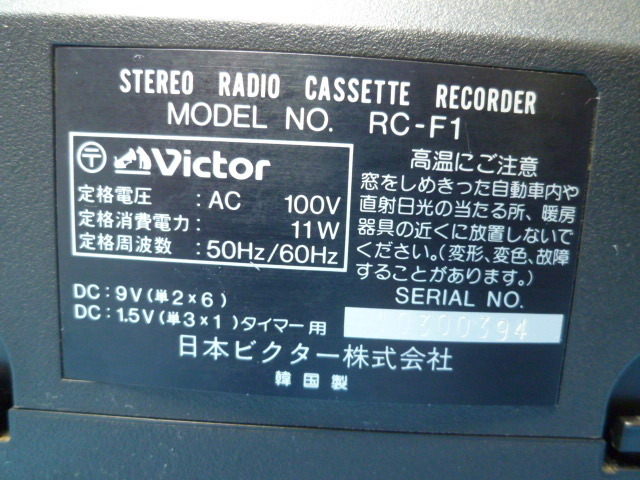 STEREO RADIO CASSETTE RECORDER
MODEL NO. RC-F1
〒 Victor
定格電圧 : AC 100V
定格消費電力 : 11W
定格周波数 : 50Hz/60Hz
DC : 9V (単2×6)
DC : 1.5V (単3×1) タイマー用
高温にご注意
窓をしめきった自動車内や
直射日光の当たる所、暖房
器具の近くに放置しないで
ください。(変形、変色、故障
することがあります。)
SERIAL NO.
日本ビクター株式会社
韓国製